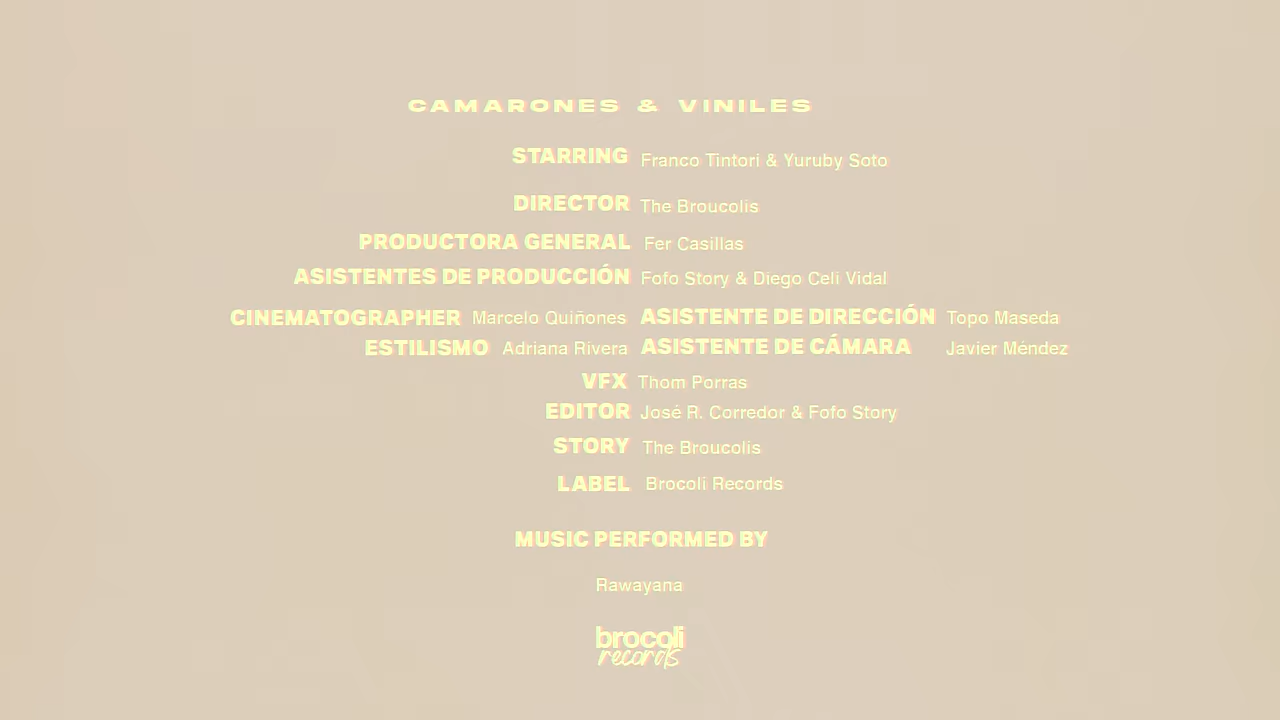 CAMARONES & VINILES
STARRING Franco Tintori & Yuruby Soto
DIRECTOR The Broucolis
PRODUCTORA GENERAL Fer Casillas
ASISTENTES DE PRODUCCIÓN Fofo Story & Diego Celi Vidal
CINEMATOGRAPHER Marcelo Quiñones ASISTENTE DE DIRECCIÓN Topo Maseda
ESTILISMO Adriana Rivera ASISTENTE DE CÁMARA Javier Méndez
VFX Thom Porras
EDITOR José R. Corredor & Fofo Story
STORY The Broucolis
LABEL Brocoli Records
MUSIC PERFORMED BY
Rawayana
brocoli
records